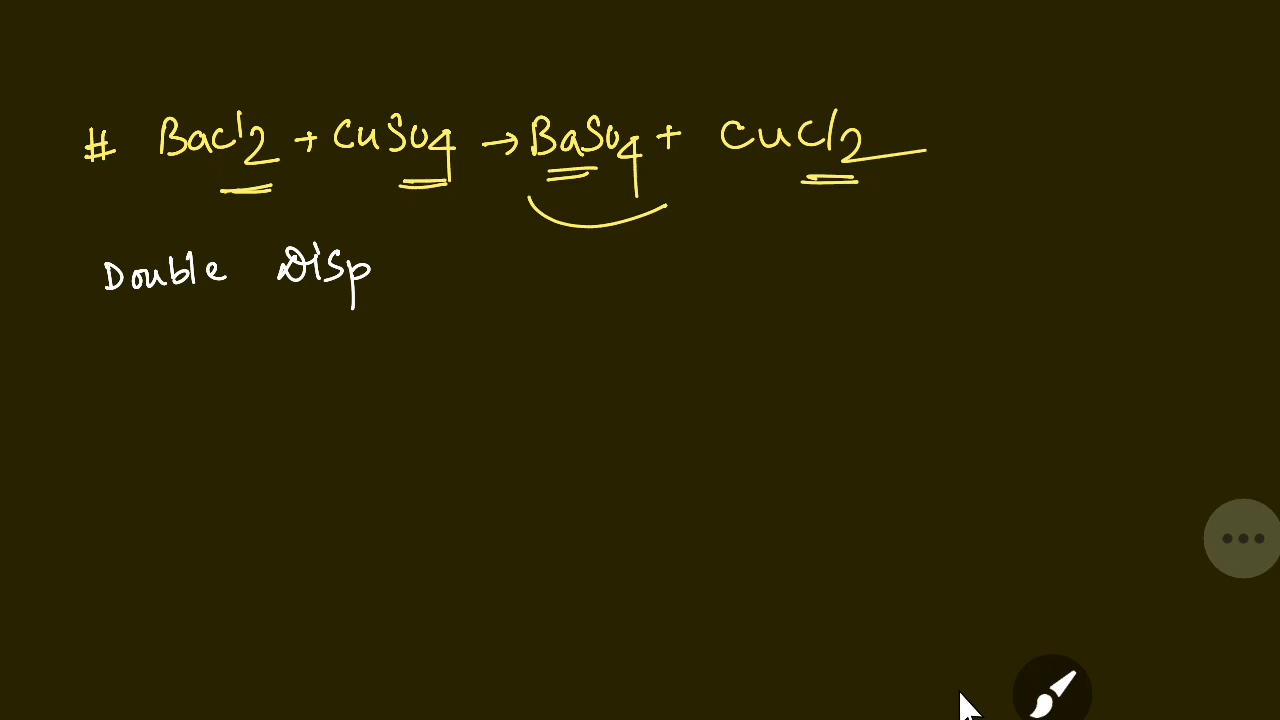 # BaCl2 + CuSO4 → BaSO4 + CuCl2
Double Disp